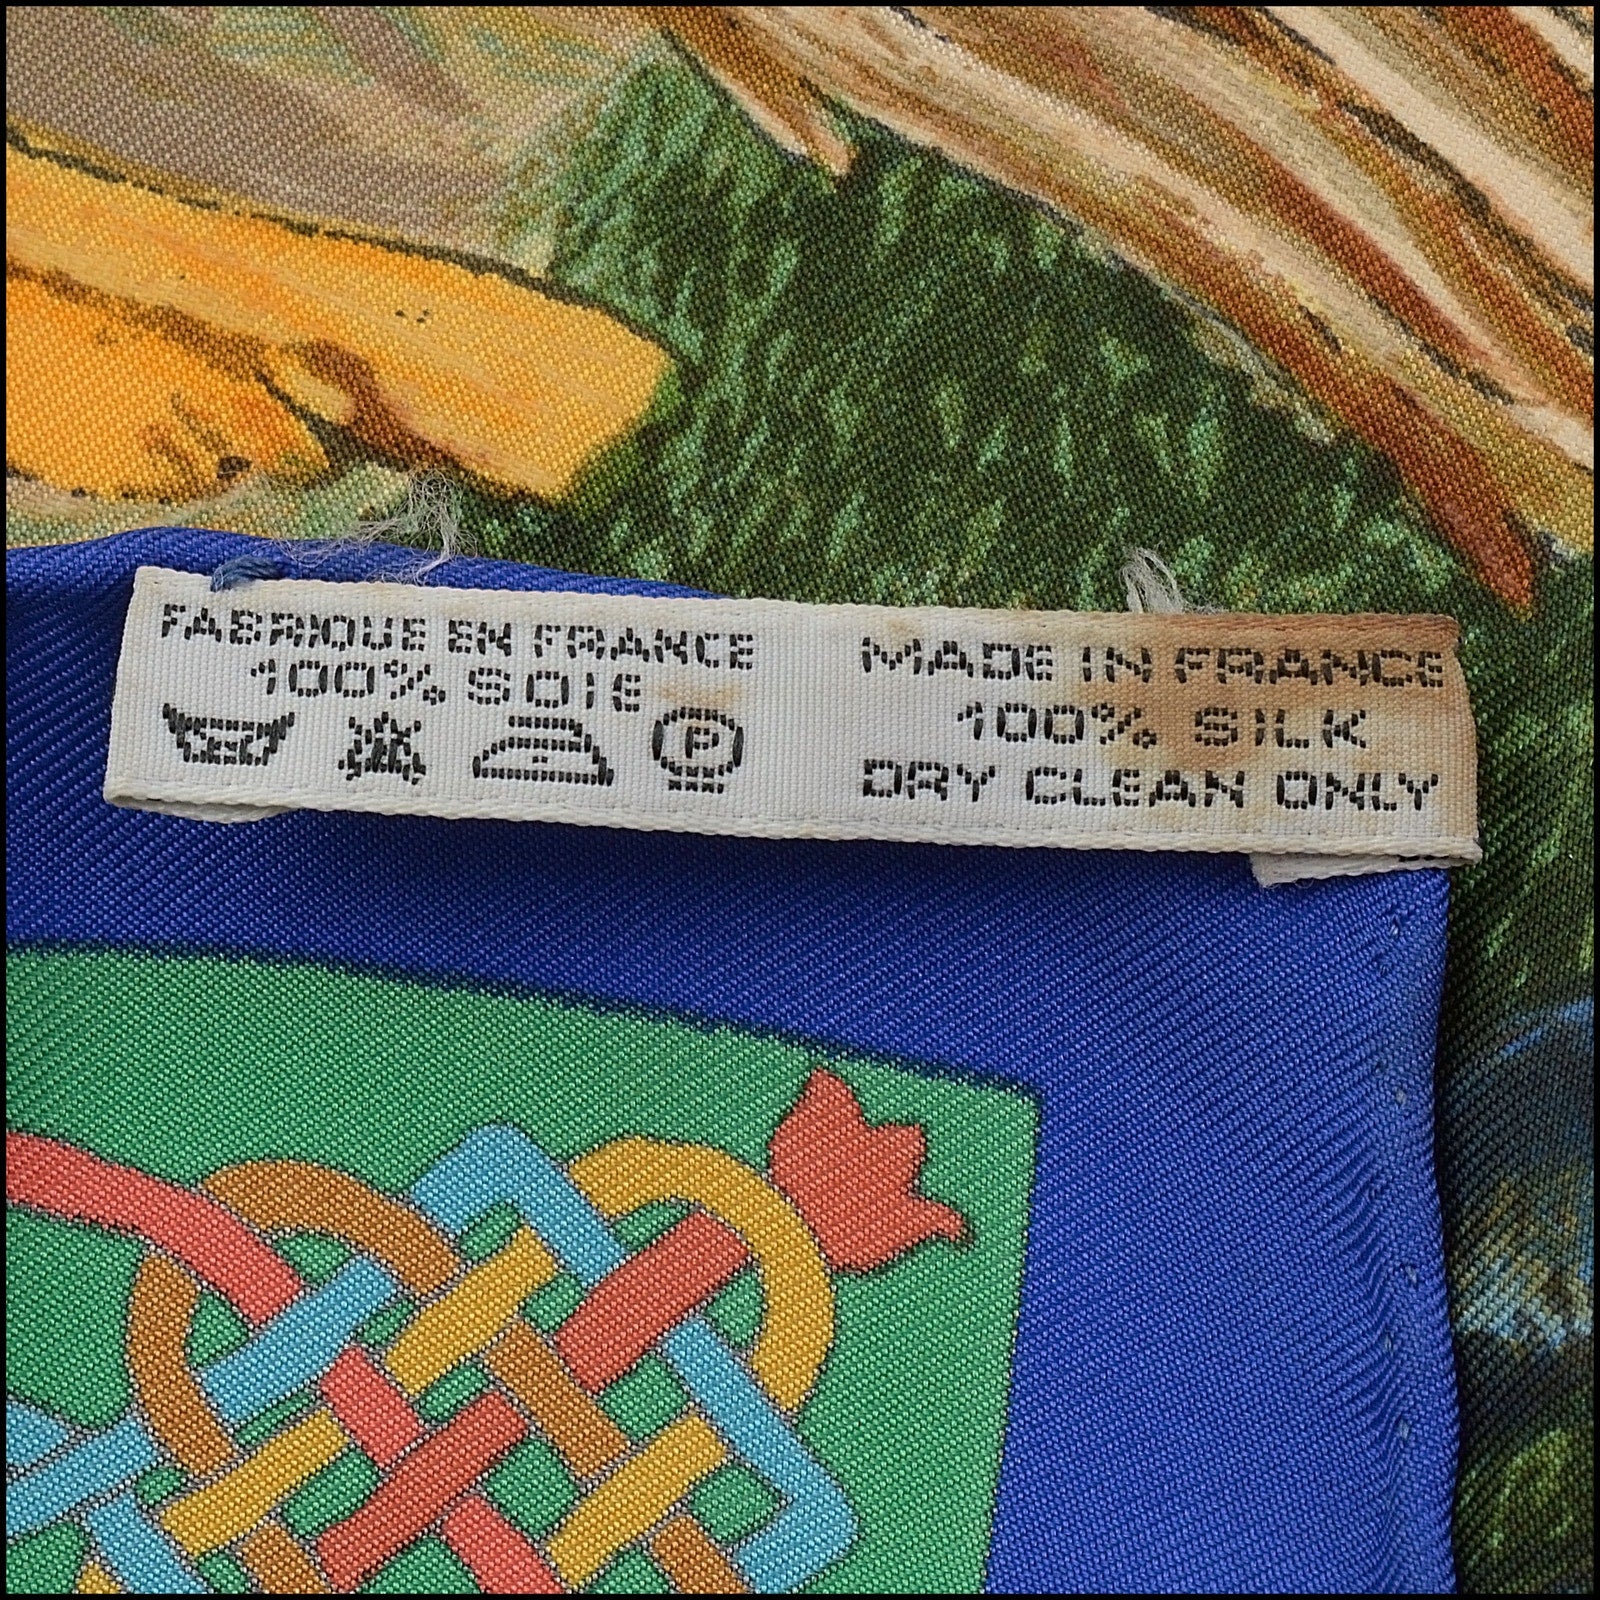 FABRIQUE EN FRANCE
100% SOIE
P
MADE IN FRANCE
100% SILK
DRY CLEAN ONLY